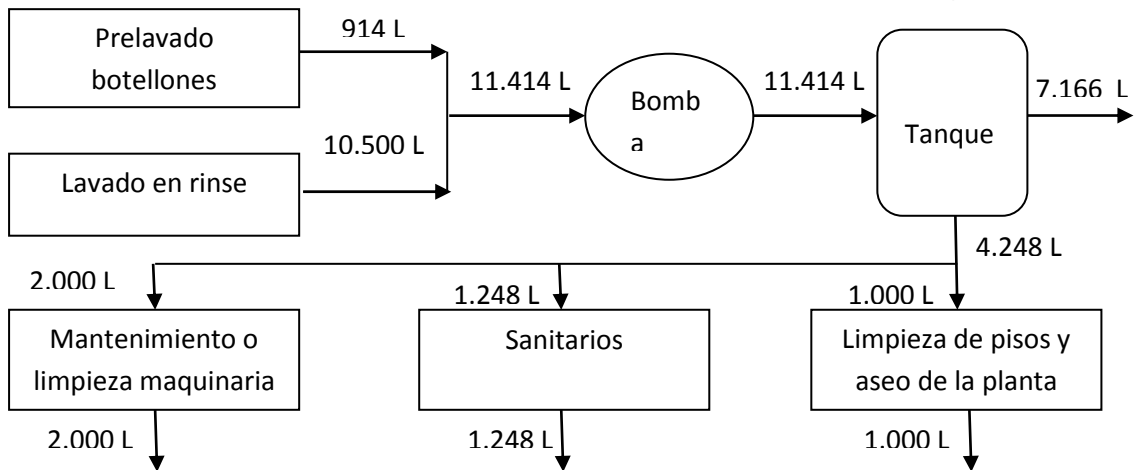 Prelavado
botellones
914 L
11.414 L
Bomb
a
11.414 L
Tanque
7.166 L
10.500 L
Lavado en rinse
4.248 L
2.000 L
1.248 L
1.000 L
Mantenimiento o
limpieza maquinaria
Sanitarios
Limpieza de pisos y
aseo de la planta
2.000 L
1.248 L
1.000 L